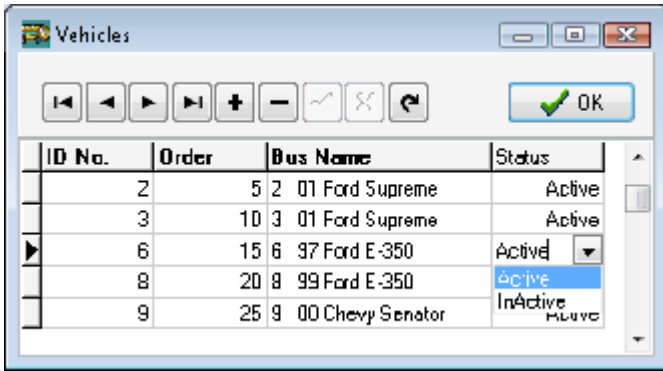 Vehicles
OK
ID No. Order Bus Name Status
2 5 2 01 Ford Supreme Active
3 10 3 01 Ford Supreme Active
6 15 6 97 Ford E-350 Active
8 20 8 99 Ford E-350 Active
InActive
9 25 9 00 Chevy Senator Active